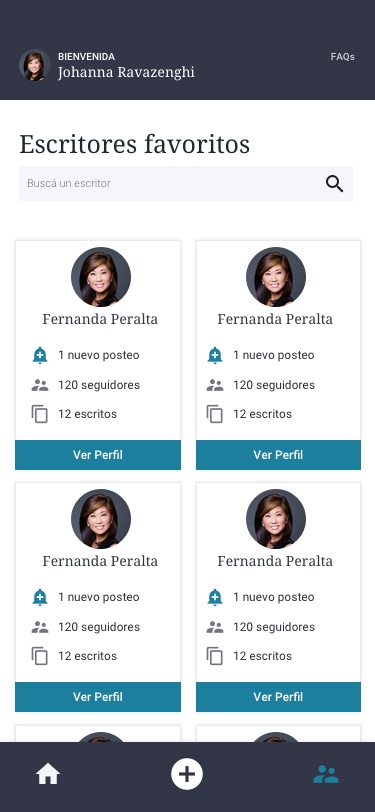 BIENVENIDA
Johanna Ravazenghi
FAQs
Escritores favoritos
Buscá un escritor
Fernanda Peralta
1 nuevo posteo
120 seguidores
12 escritos
Ver Perfil
Fernanda Peralta
1 nuevo posteo
120 seguidores
12 escritos
Ver Perfil
Fernanda Peralta
1 nuevo posteo
120 seguidores
12 escritos
Ver Perfil
Fernanda Peralta
1 nuevo posteo
120 seguidores
12 escritos
Ver Perfil